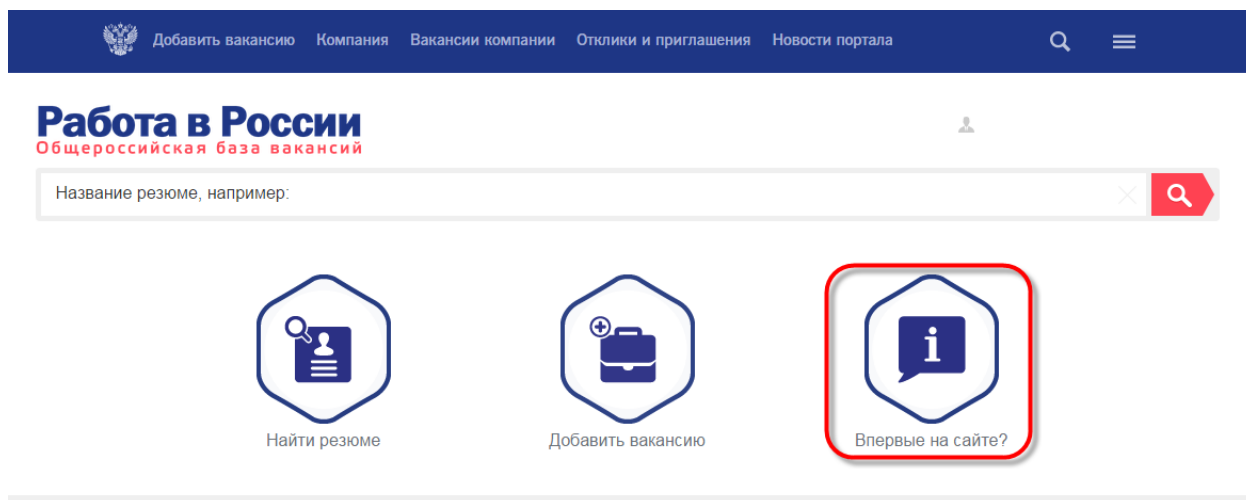 Добавить вакансию Компания Вакансии компании Отклики и приглашения Новости портала
Работа в России
Общероссийская база вакансий
Название резюме, например:
i
Найти резюме Добавить вакансию Впервые на сайте?